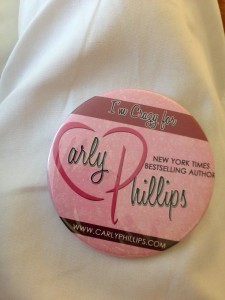 I'm Crazy for
Carly
NEW YORK TIMES
BESTSELLING AUTHOR
Phillips
WWW.CARLYPHILLIPS.COM